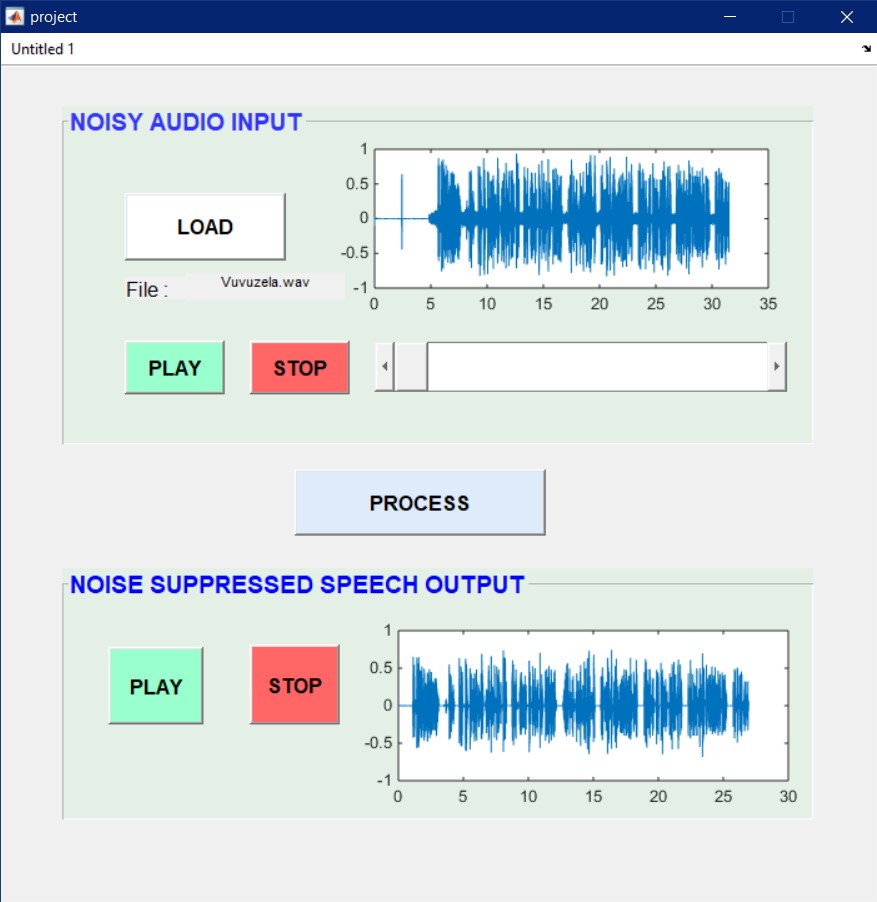 project
Untitled 1
NOISY AUDIO INPUT
LOAD
File :
Vuvuzela.wav
1
0.5
0
-0.5
-1
0 5 10 15 20 25 30 35
PLAY
STOP
PROCESS
NOISE SUPPRESSED SPEECH OUTPUT
PLAY
STOP
1
0.5
0
-0.5
-1
0 5 10 15 20 25 30